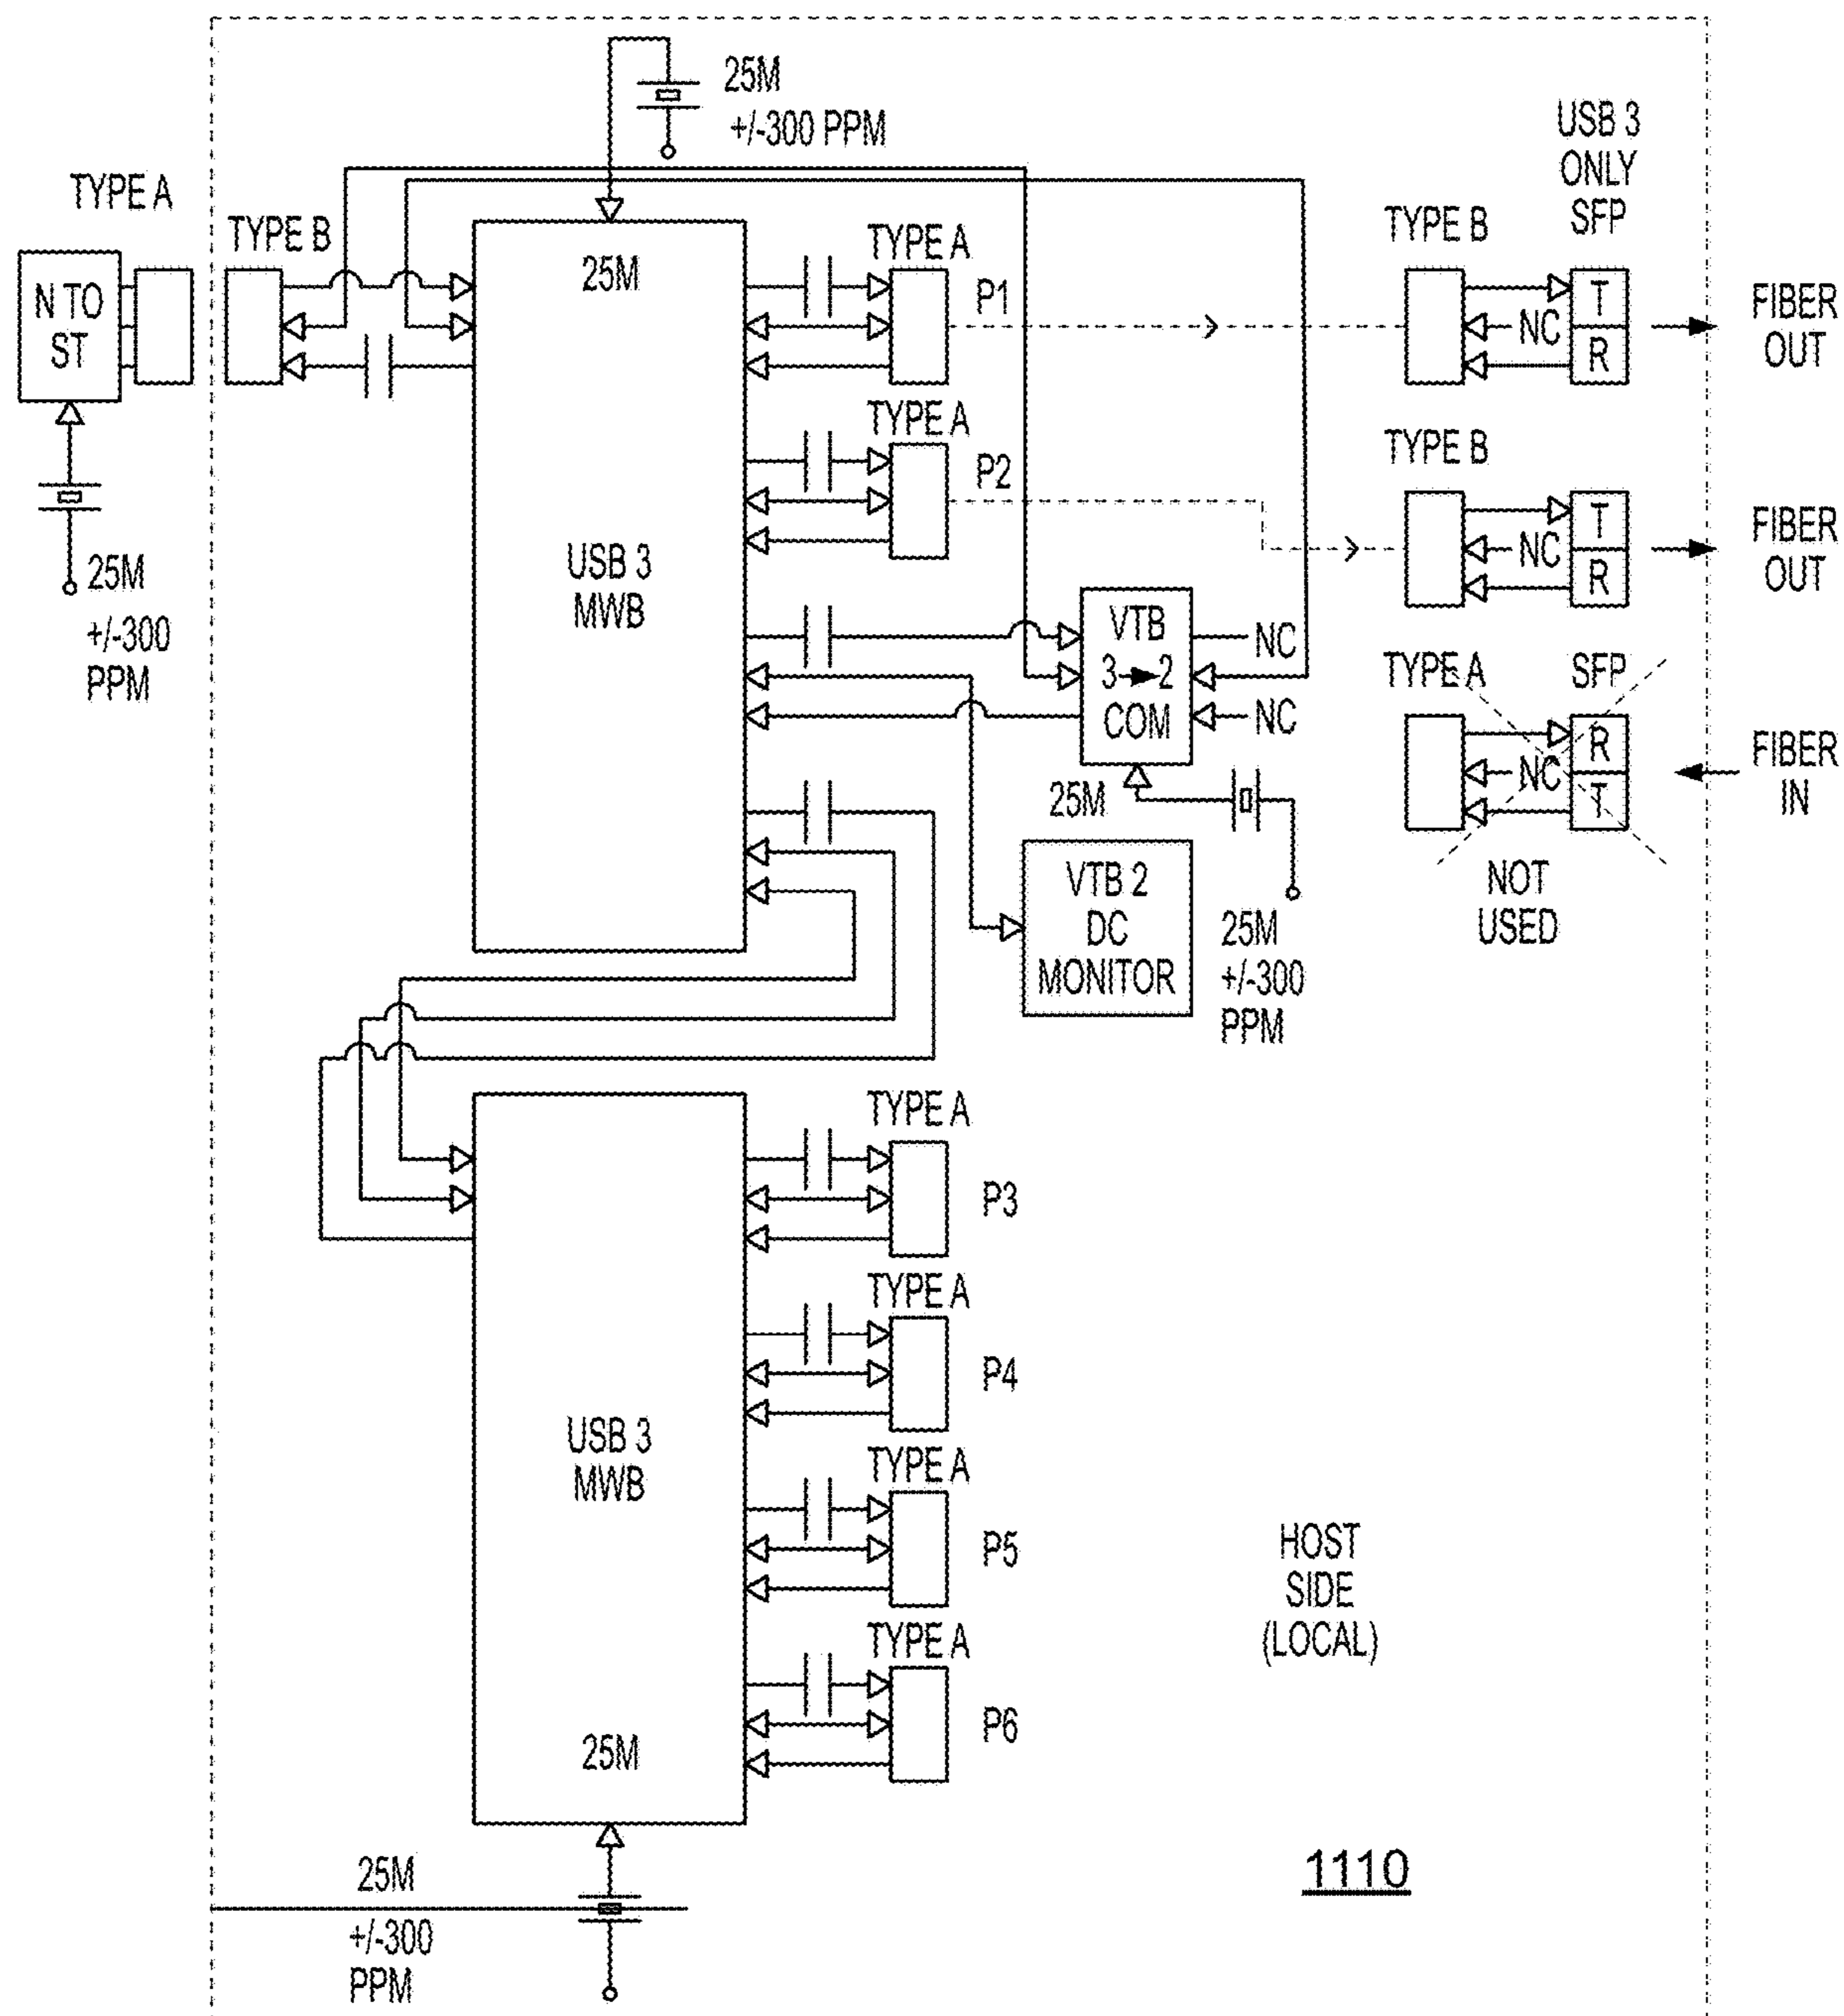 25M
+/-300 PPM
USB 3
ONLY
SFP
TYPE A
TYPE B
N TO
ST
25M
+/-300
PPM
25M
USB 3
MWB
TYPE A
P1
TYPE A
P2
TYPE B
T
NC
R
FIBER
OUT
TYPE B
T
NC
R
FIBER
OUT
VTB
3 2
COM
NC
NC
TYPE A
SFP
R
NC
T
FIBER
IN
NOT
USED
25M
25M
+/-300
PPM
VTB 2
DC
MONITOR
USB 3
MWB
25M
TYPE A
P3
TYPE A
P4
TYPE A
P5
TYPE A
P6
HOST
SIDE
(LOCAL)
25M
+/-300
PPM
1110